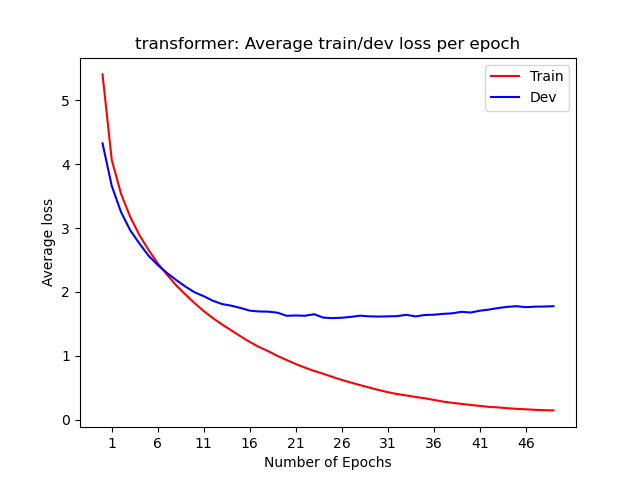 transformer: Average train/dev loss per epoch
Train
Dev
5
4
3
2
1
0
Average loss
1 6 11 16 21 26 31 36 41 46
Number of Epochs